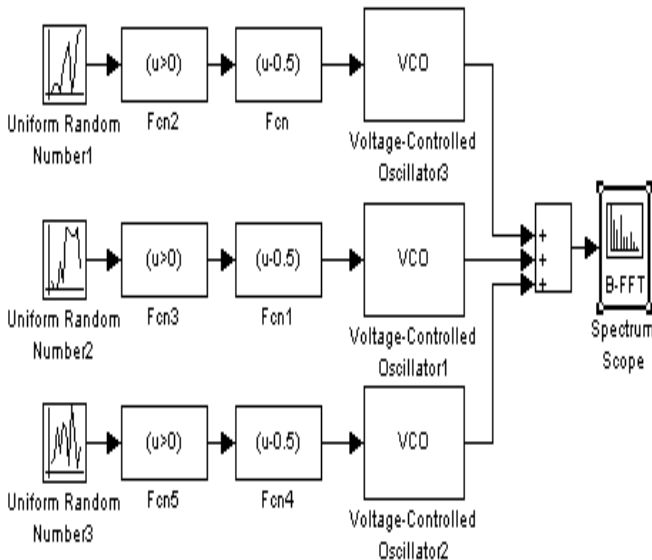 (u>0)
(u-0.5)
VCO
Uniform Random
Number1
Fcn2
Fcn
Voltage-Controlled
Oscillator3
(u>0)
(u-0.5)
VCO
Uniform Random
Number2
Fcn3
Fcn1
Voltage-Controlled
Oscillator1
+
+
+
B-FFT
Spectrum
Scope
(u>0)
(u-0.5)
VCO
Uniform Random
Number3
Fcn5
Fcn4
Voltage-Controlled
Oscillator2